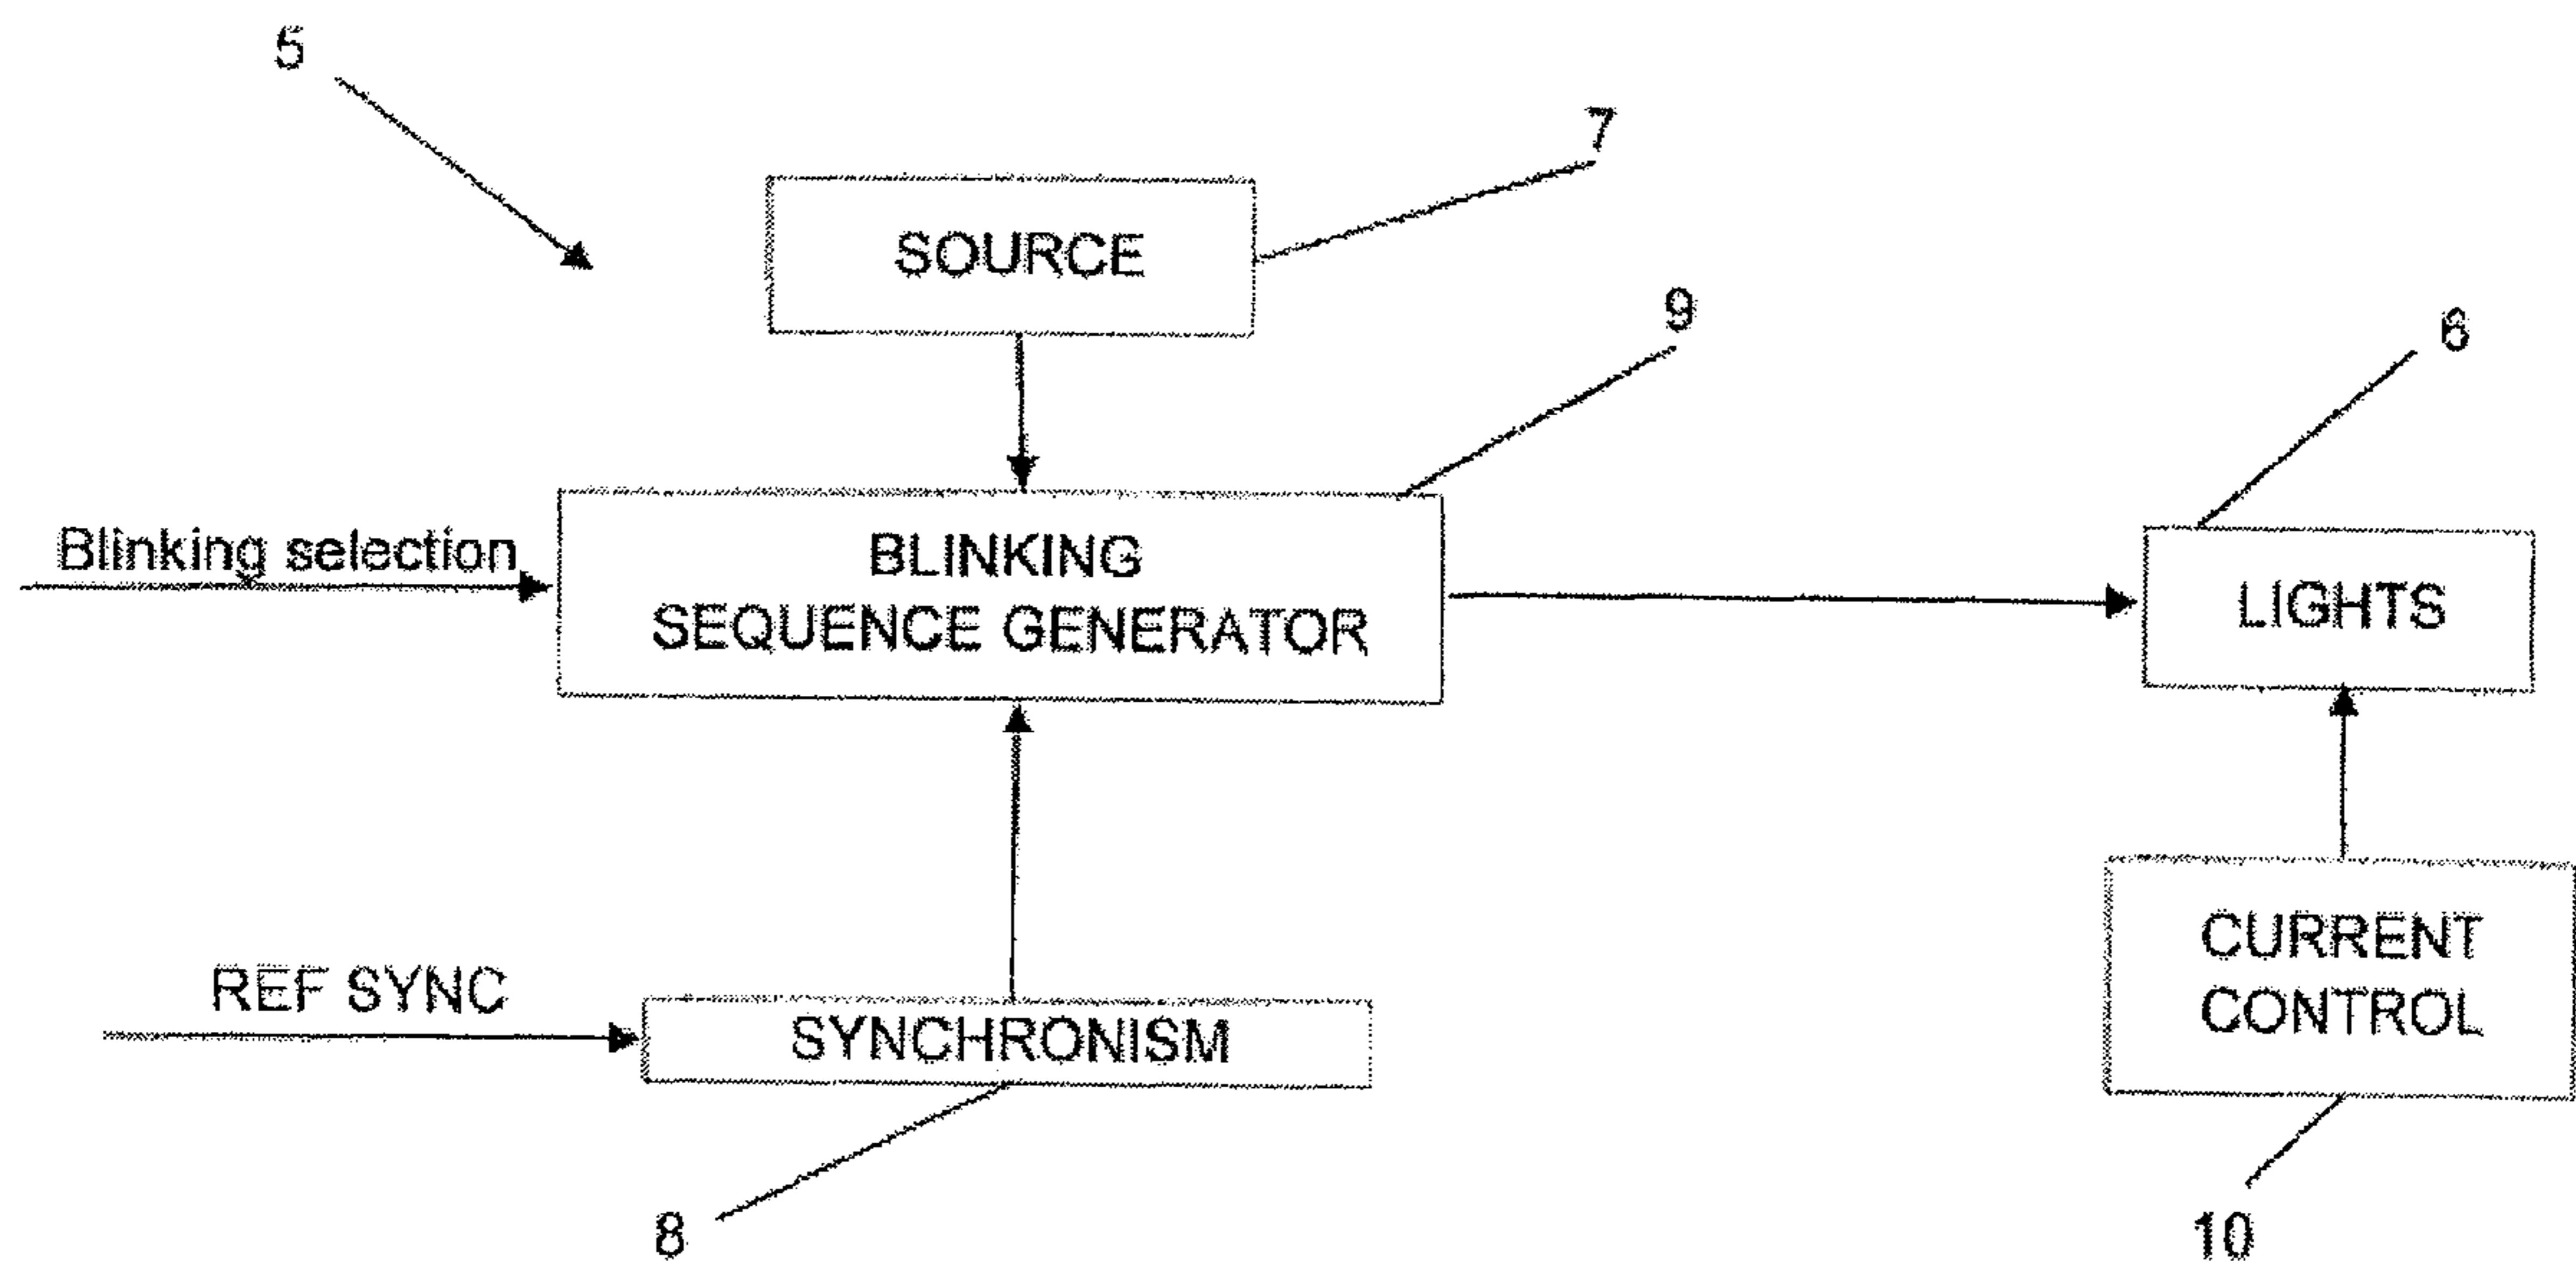 5
7
SOURCE
9
6
Blinking selection
BLINKING
SEQUENCE GENERATOR
LIGHTS
REF SYNC
SYNCHRONISM
CURRENT
CONTROL
8
10